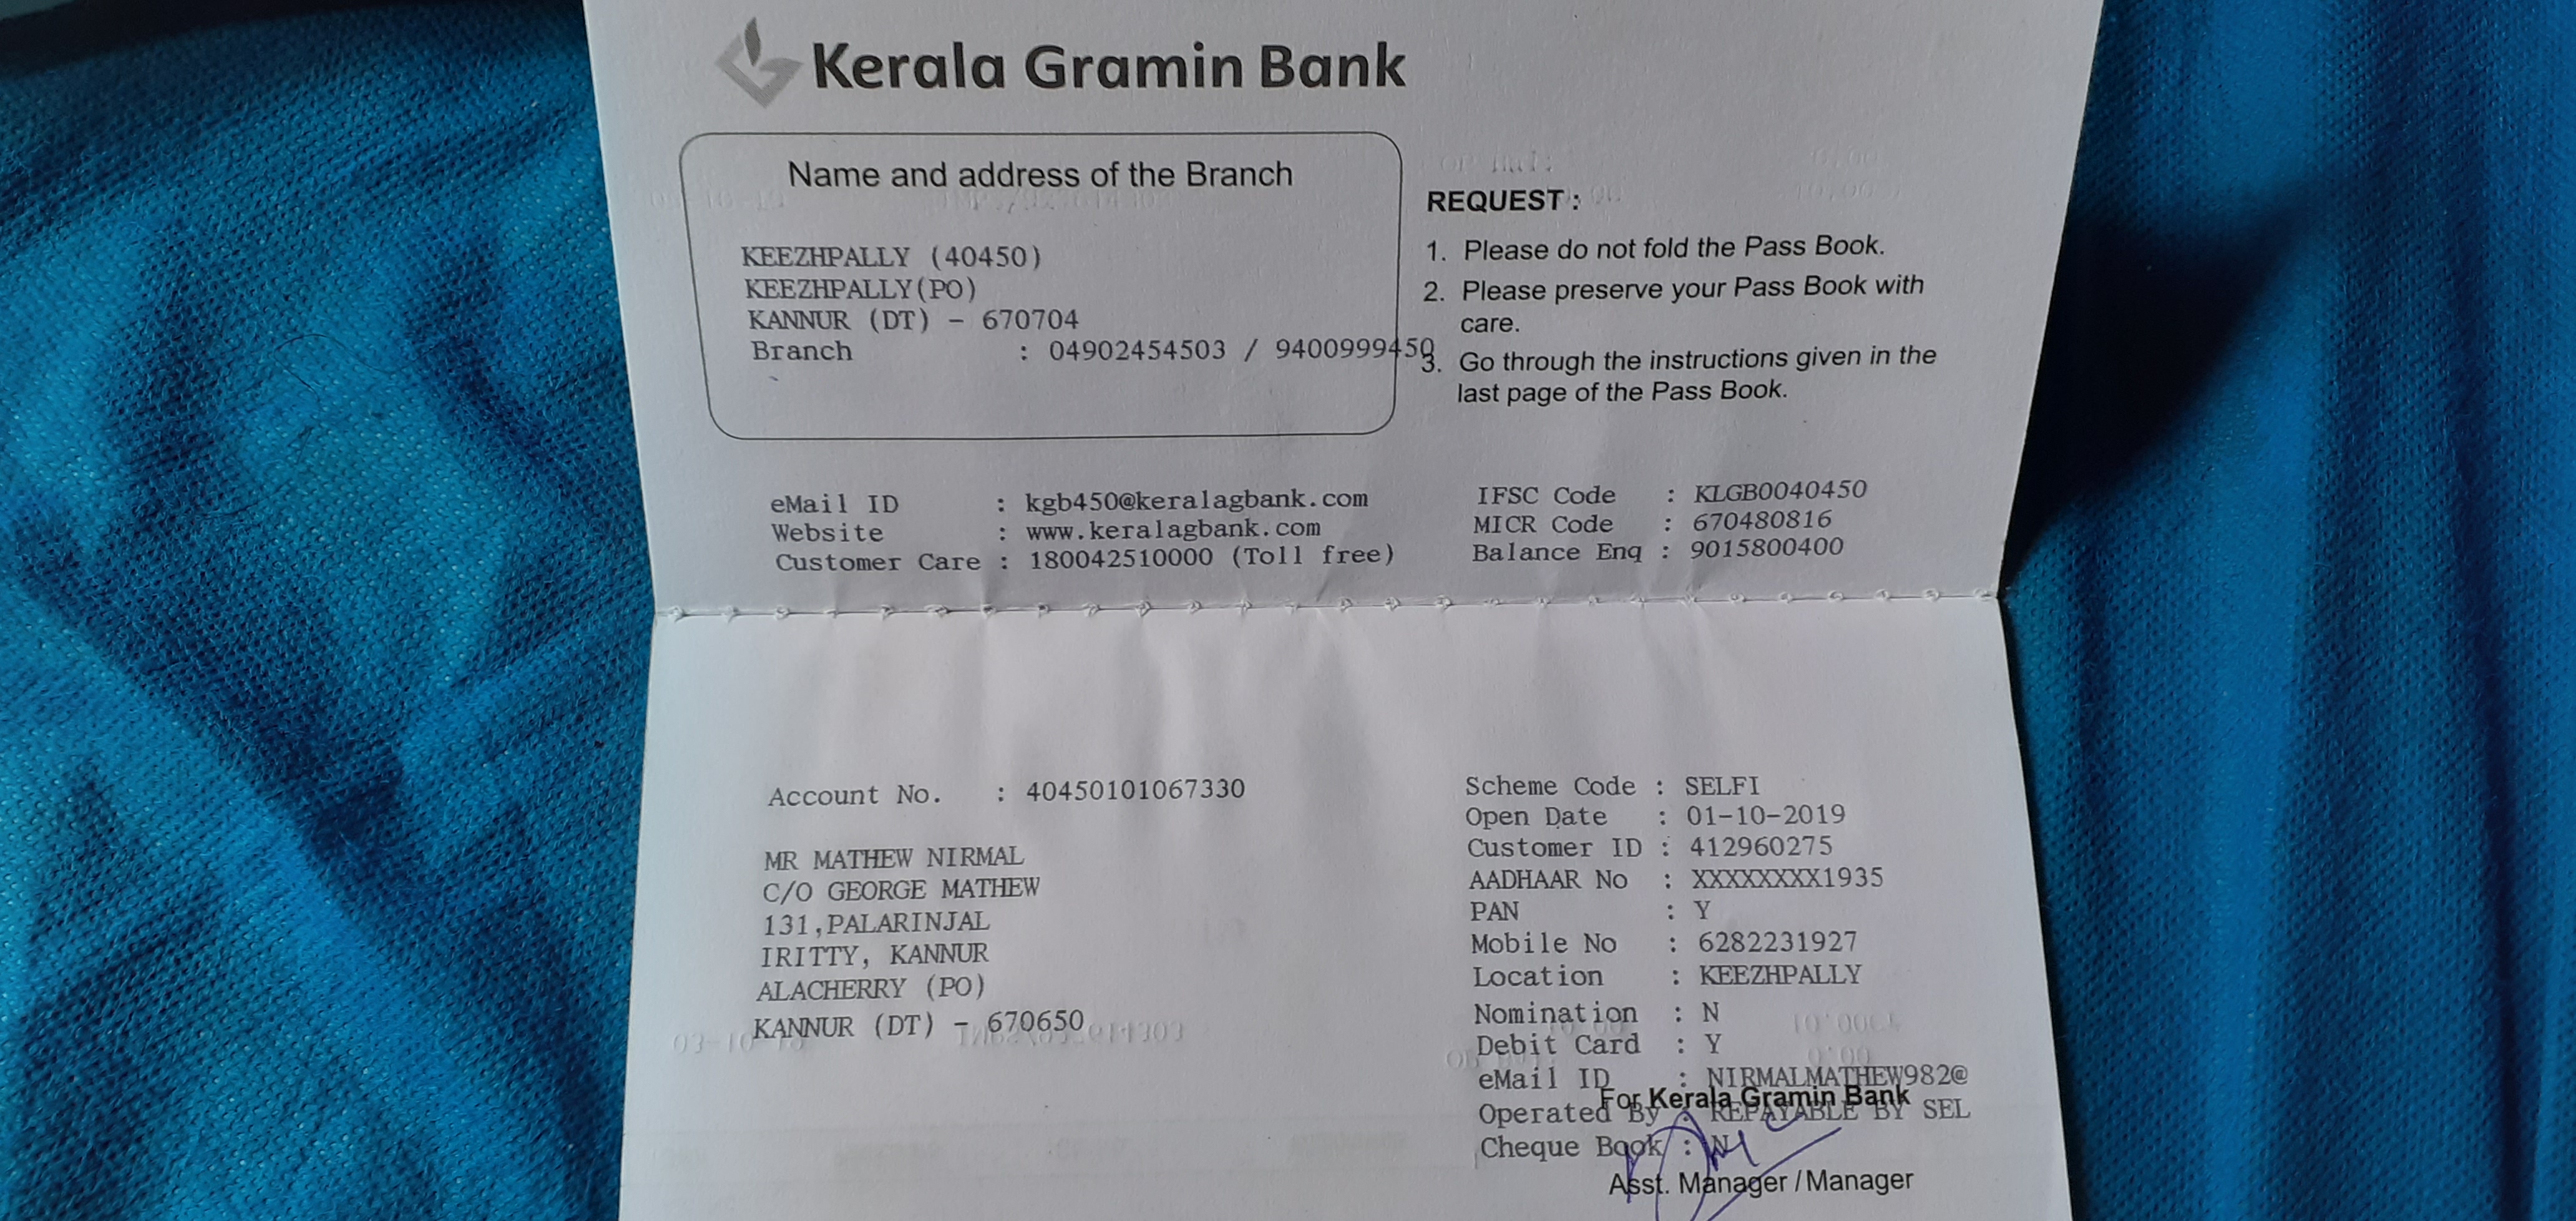 Kerala Gramin Bank
Name and address of the Branch
KEEZHPALLY (40450)
KEEZHPALLY(PO)
KANNUR (DT) - 670704
Branch : 04902454503 / 9400999450
REQUEST :
1. Please do not fold the Pass Book.
2. Please preserve your Pass Book with
care.
3. Go through the instructions given in the
last page of the Pass Book.
eMail ID : kgb450@keralagbank.com
Website : www.keralagbank.com
Customer Care : 180042510000 (Toll free)
IFSC Code : KLGB0040450
MICR Code : 670480816
Balance Enq : 9015800400
Account No. : 40450101067330
MR MATHEW NIRMAL
C/O GEORGE MATHEW
131,PALARINJAL
IRITTY, KANNUR
ALACHERRY (PO)
KANNUR (DT) - 670650
Scheme Code : SELFI
Open Date : 01-10-2019
Customer ID : 412960275
AADHAAR No : XXXXXXXX1935
PAN : Y
Mobile No : 6282231927
Location : KEEZHPALLY
Nomination : N
Debit Card : Y
eMail ID : NIRMALMATHEW982@
For Kerala Gramin Bank
Operated By : REPAYABLE BY SEL
Cheque Book : N
Asst. Manager / Manager